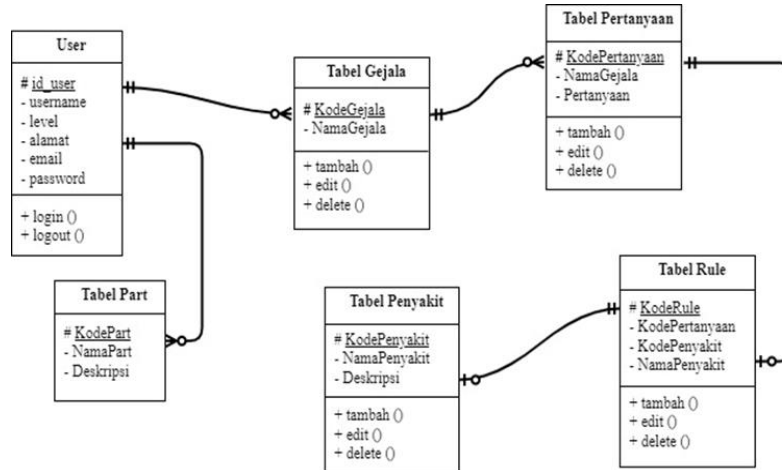 User
# id_user
- username
- level
- alamat
- email
- password
+ login ()
+ logout ()
Tabel Gejala
# KodeGejala
- NamaGejala
+ tambah ()
+ edit ()
+ delete ()
Tabel Pertanyaan
# KodePertanyaan
- NamaGejala
- Pertanyaan
+ tambah ()
+ edit ()
+ delete ()
Tabel Part
# KodePart
- NamaPart
- Deskripsi
Tabel Penyakit
# KodePenyakit
- NamaPenyakit
- Deskripsi
+ tambah ()
+ edit ()
+ delete ()
Tabel Rule
# KodeRule
- KodePertanyaan
- KodePenyakit
- NamaPenyakit
+ tambah ()
+ edit ()
+ delete ()